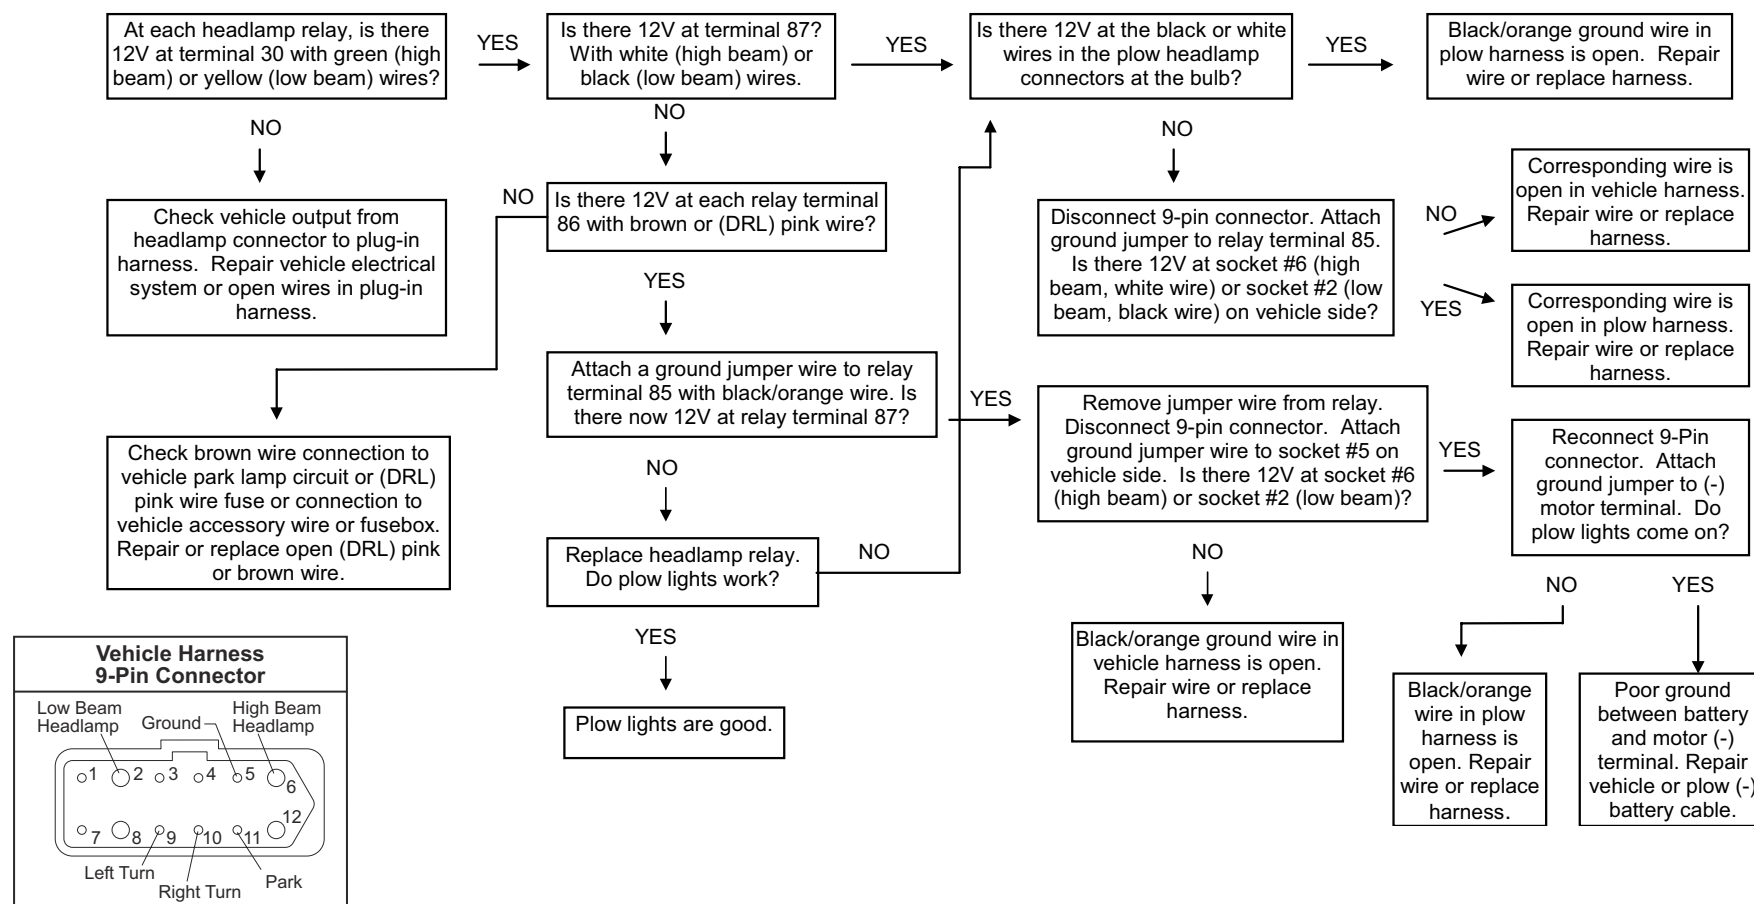 At each headlamp relay, is there
12V at terminal 30 with green (high
beam) or yellow (low beam) wires?
YES
Is there 12V at terminal 87?
With white (high beam) or
black (low beam) wires.
YES
Is there 12V at the black or white
wires in the plow headlamp
connectors at the bulb?
YES
Black/orange ground wire in
plow harness is open. Repair
wire or replace harness.
NO
NO
NO
Check vehicle output from
headlamp connector to plug-in
harness. Repair vehicle electrical
system or open wires in plug-in
harness.
NO
Is there 12V at each relay terminal
86 with brown or (DRL) pink wire?
Disconnect 9-pin connector. Attach
ground jumper to relay terminal 85.
Is there 12V at socket #6 (high
beam, white wire) or socket #2 (low
beam, black wire) on vehicle side?
NO
Corresponding wire is
open in vehicle harness.
Repair wire or replace
harness.
YES
Corresponding wire is
open in plow harness.
Repair wire or replace
harness.
YES
Attach a ground jumper wire to relay
terminal 85 with black/orange wire. Is
there now 12V at relay terminal 87?
YES
Remove jumper wire from relay.
Disconnect 9-pin connector. Attach
ground jumper wire to socket #5 on
vehicle side. Is there 12V at socket #6
(high beam) or socket #2 (low beam)?
YES
Reconnect 9-Pin
connector. Attach
ground jumper to (-)
motor terminal. Do
plow lights come on?
Check brown wire connection to
vehicle park lamp circuit or (DRL)
pink wire fuse or connection to
vehicle accessory wire or fusebox.
Repair or replace open (DRL) pink
or brown wire.
NO
Replace headlamp relay.
Do plow lights work?
NO
NO
NO
YES
YES
Plow lights are good.
Black/orange ground wire in
vehicle harness is open.
Repair wire or replace
harness.
Black/orange
wire in plow
harness is
open. Repair
wire or replace
harness.
Poor ground
between battery
and motor (-)
terminal. Repair
vehicle or plow (-)
battery cable.
Vehicle Harness
9-Pin Connector
Low Beam
Headlamp
Ground
High Beam
Headlamp
1 2 3 4 5 6
7 8 9 10 11 12
Left Turn
Right Turn
Park